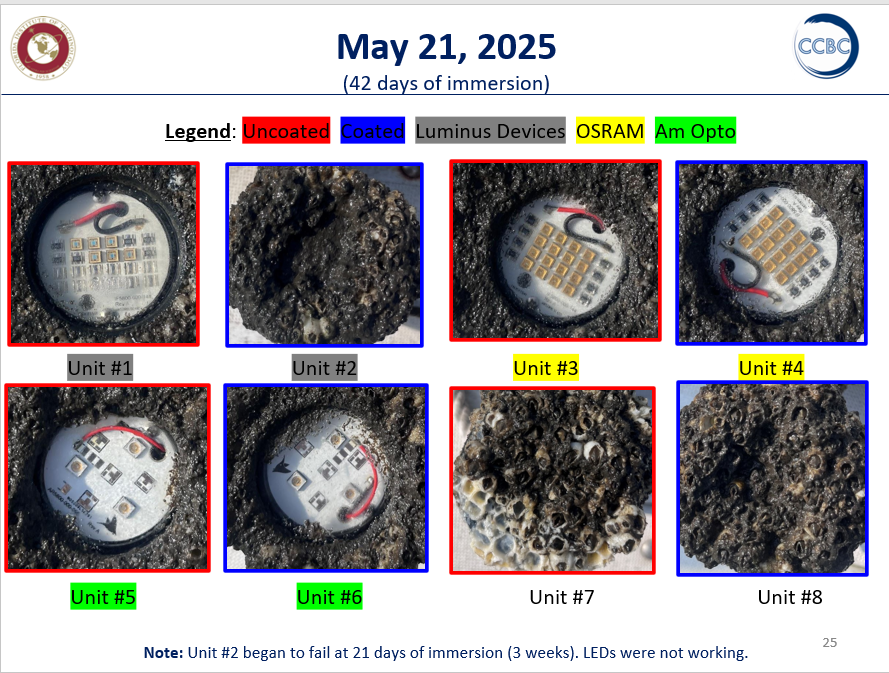 May 21, 2025
(42 days of immersion)
CCBC
Legend: Uncoated Coated Luminus Devices OSRAM Am Opto
Unit #1 Unit #2 Unit #3 Unit #4
Unit #5 Unit #6 Unit #7 Unit #8
25
Note: Unit #2 began to fail at 21 days of immersion (3 weeks). LEDs were not working.